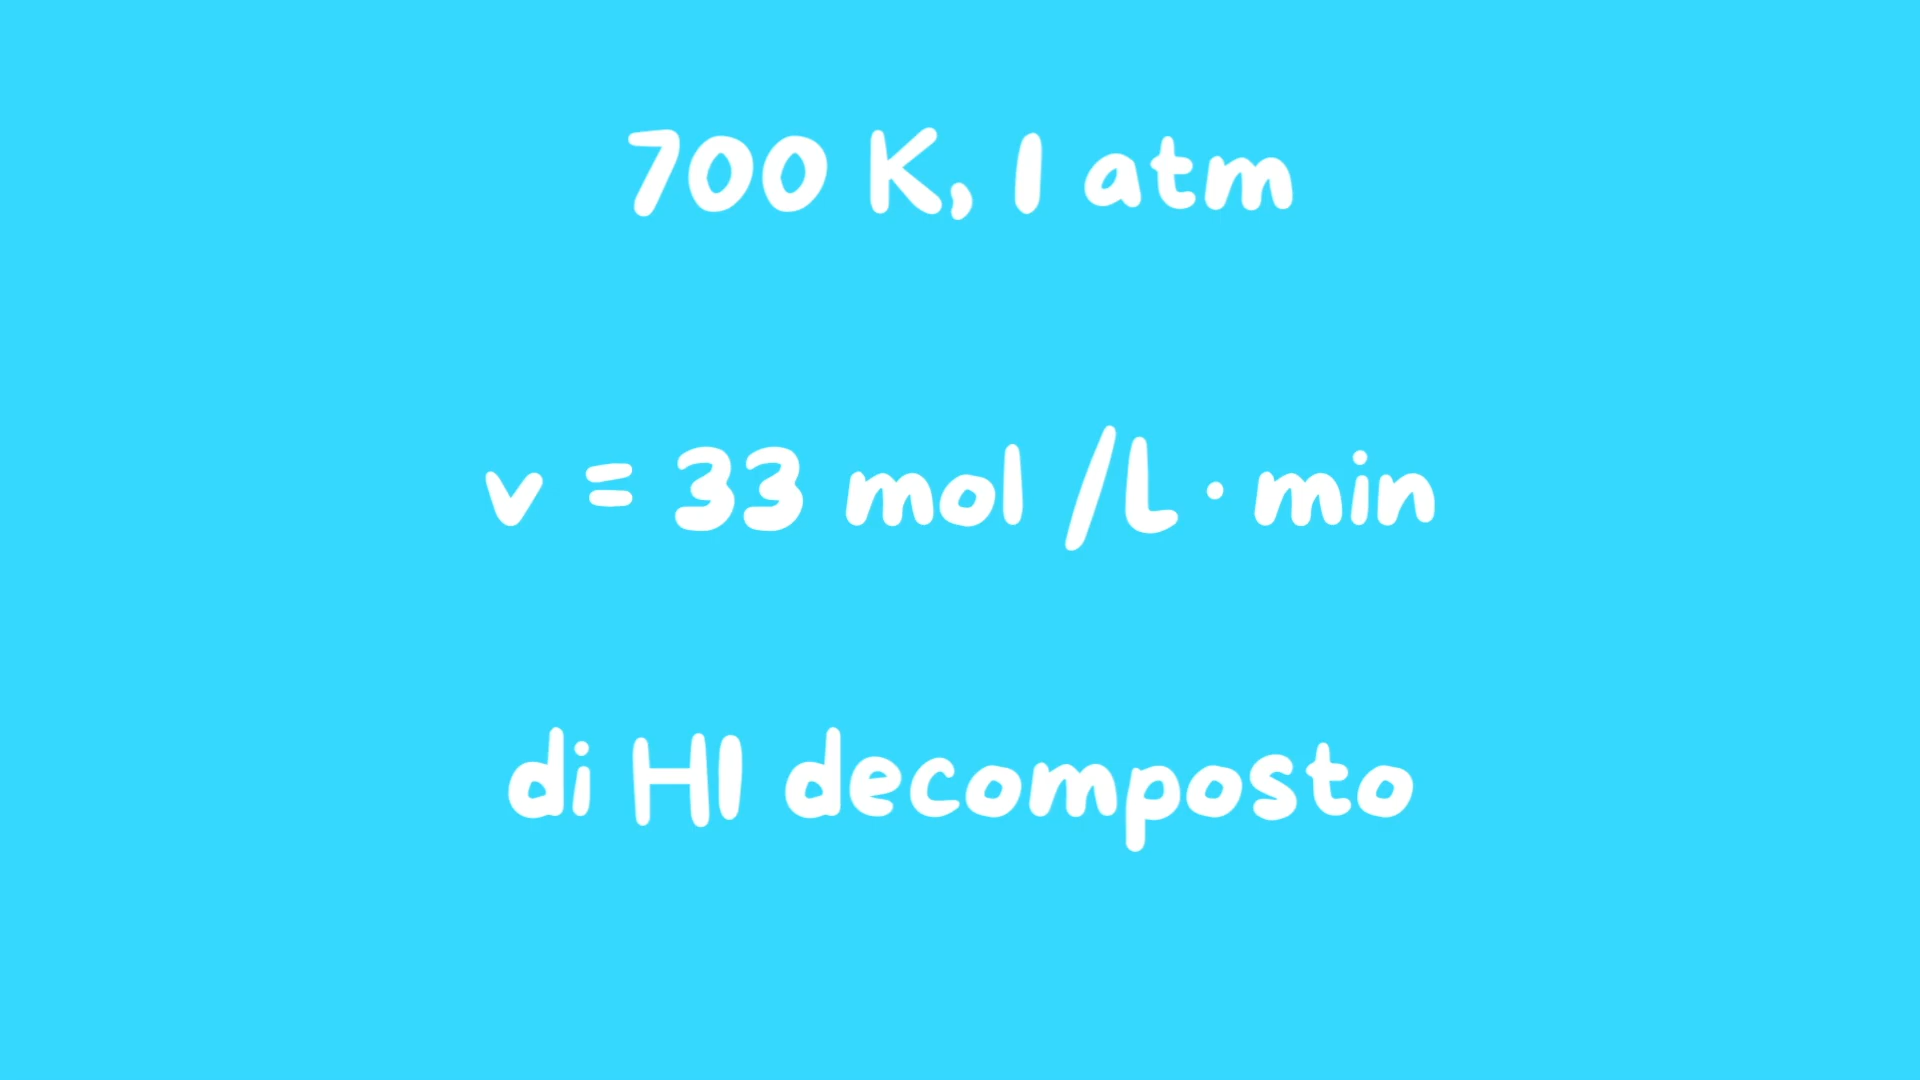 700 K, 1 atm
v = 33 mol /L · min
di HI decomposto